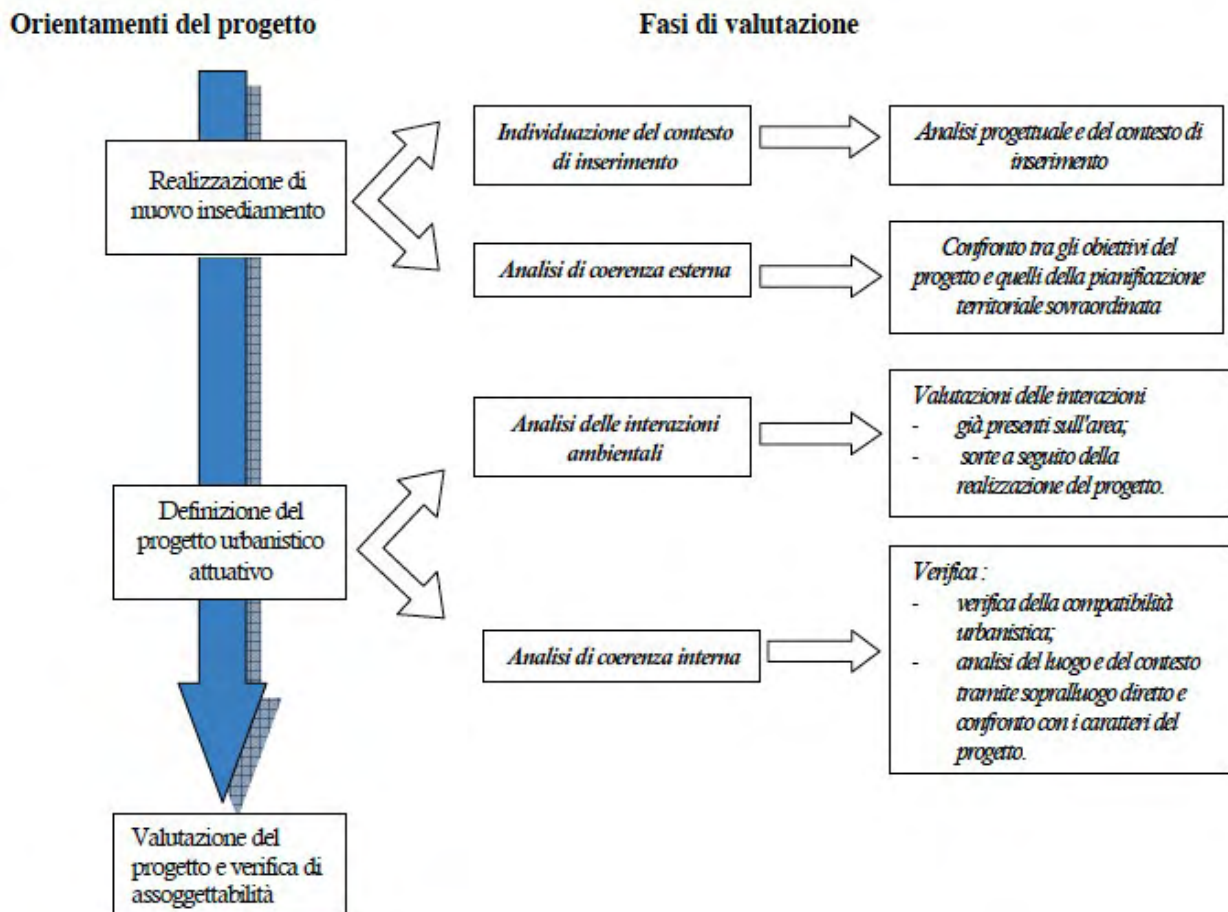 Orientamenti del progetto
Fasi di valutazione
Realizzazione di
nuovo insediamento
Individuazione del contesto
di inserimento
Analisi progettuale e del contesto di
inserimento
Analisi di coerenza esterna
Confronto tra gli obiettivi del
progetto e quelli della pianificazione
territoriale sovraordinata
Definizione del
progetto urbanistico
attuativo
Analisi delle interazioni
ambientali
Valutazioni delle interazioni
- già presenti sull'area;
- sorte a seguito della
realizzazione del progetto.
Analisi di coerenza interna
Verifica :
- verifica della compatibilità
urbanistica;
- analisi del luogo e del contesto
tramite sopralluogo diretto e
confronto con i caratteri del
progetto.
Valutazione del
progetto e verifica di
assoggettabilità